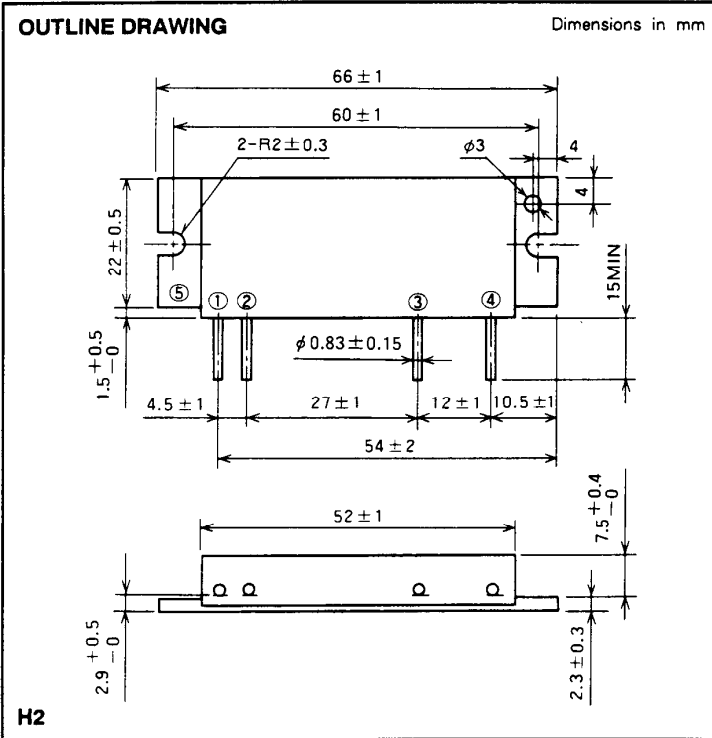 OUTLINE DRAWING
Dimensions in mm
66±1
60±1
2-R2±0.3
φ3
4
4
22±0.5
15MIN
⑤
①
②
③
④
φ0.83±0.15
1.5 +0.5 −0
4.5±1
27±1
12±1
10.5±1
54±2
52±1
7.5 +0.4 −0
2.9 +0.5 −0
2.3±0.3
H2